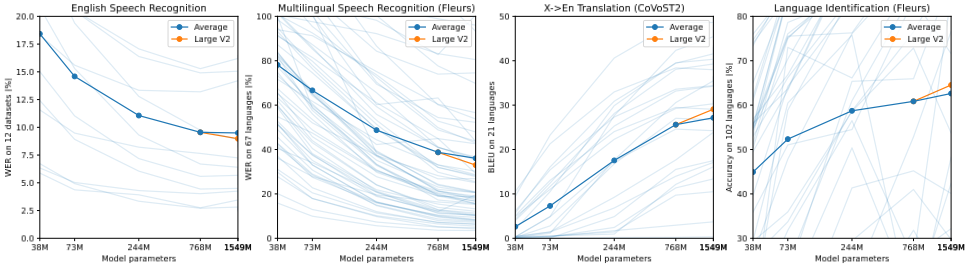 English Speech Recognition
WER on 12 datasets [%]
20.0
17.5
15.0
12.5
10.0
7.5
5.0
2.5
0.0
Average
Large V2
38M 73M 244M 768M 1549M
Model parameters
Multilingual Speech Recognition (Fleurs)
WER on 67 languages [%]
100
80
60
40
20
0
Average
Large V2
38M 73M 244M 768M 1549M
Model parameters
X->En Translation (CoVoST2)
BLEU on 21 languages
50
40
30
20
10
0
Average
Large V2
38M 73M 244M 768M 1549M
Model parameters
Language Identification (Fleurs)
Accuracy on 102 languages [%]
80
70
60
50
40
30
Average
Large V2
38M 73M 244M 768M 1549M
Model parameters